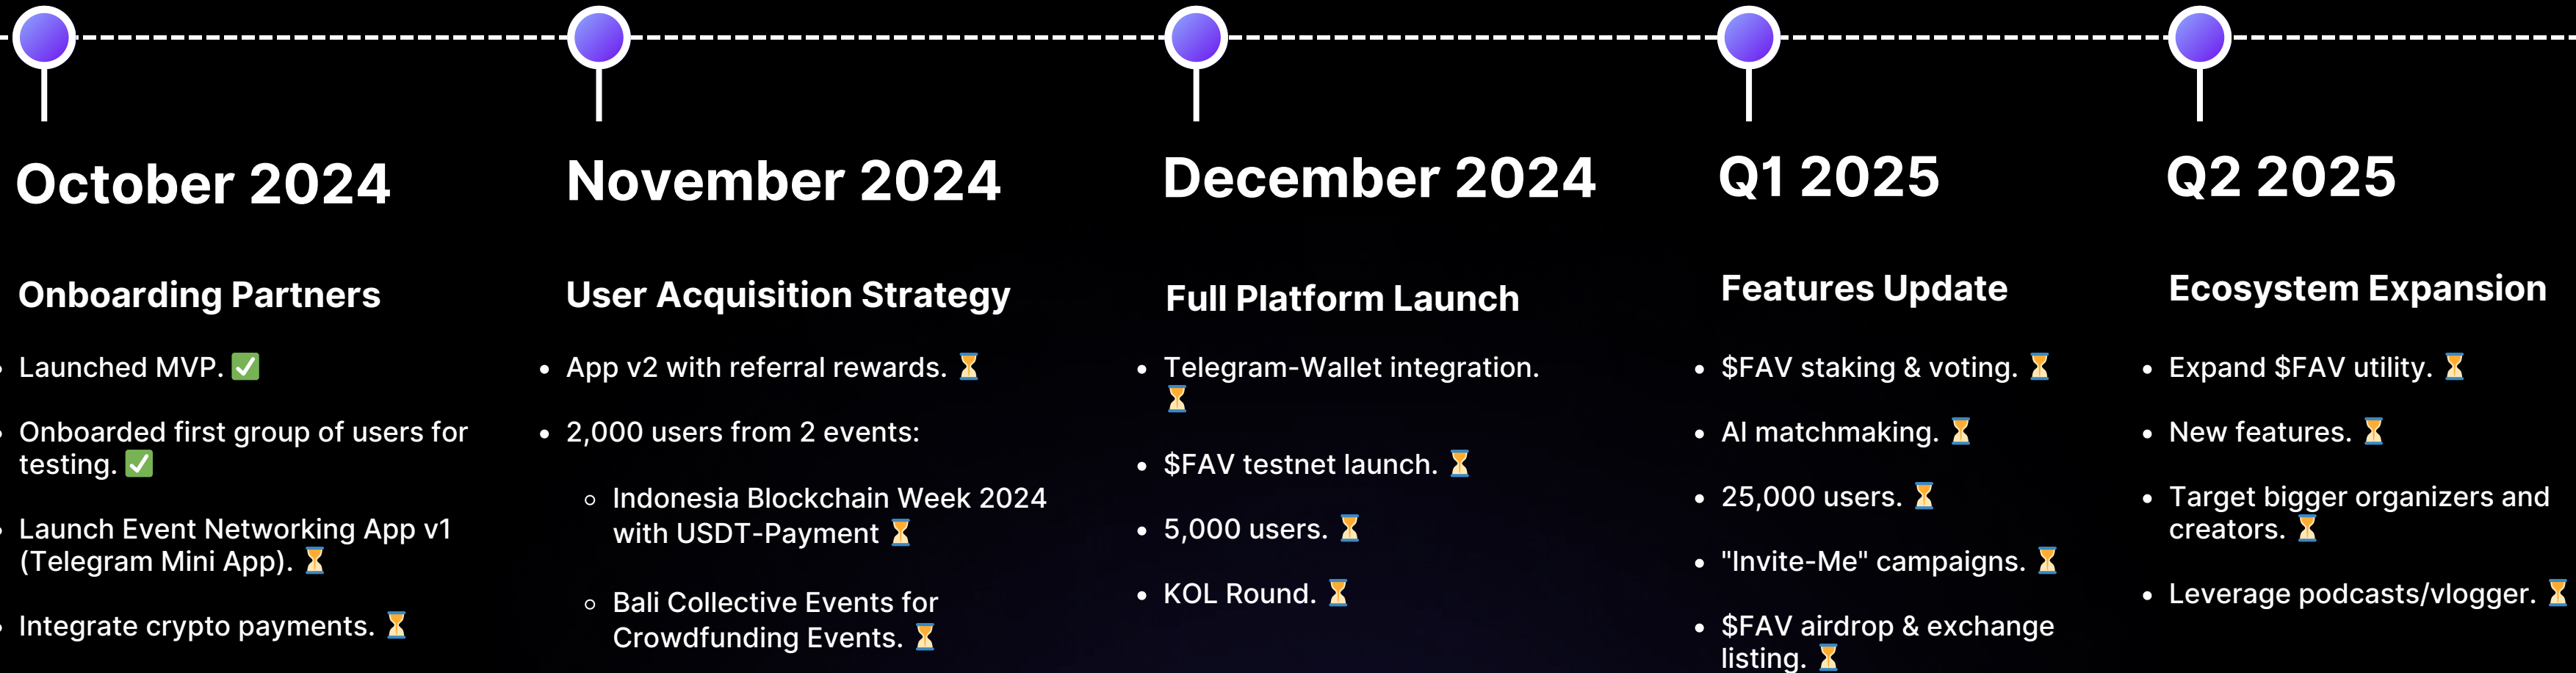 October 2024
Onboarding Partners
• Launched MVP. ✅
• Onboarded first group of users for
testing. ✅
• Launch Event Networking App v1
(Telegram Mini App). ⏳
• Integrate crypto payments. ⏳
November 2024
User Acquisition Strategy
• App v2 with referral rewards. ⏳
• 2,000 users from 2 events:
◦ Indonesia Blockchain Week 2024
with USDT-Payment ⏳
◦ Bali Collective Events for
Crowdfunding Events. ⏳
December 2024
Full Platform Launch
• Telegram-Wallet integration.
⏳
• $FAV testnet launch. ⏳
• 5,000 users. ⏳
• KOL Round. ⏳
Q1 2025
Features Update
• $FAV staking & voting. ⏳
• AI matchmaking. ⏳
• 25,000 users. ⏳
• "Invite-Me" campaigns. ⏳
• $FAV airdrop & exchange
listing. ⏳
Q2 2025
Ecosystem Expansion
• Expand $FAV utility. ⏳
• New features. ⏳
• Target bigger organizers and
creators. ⏳
• Leverage podcasts/vlogger. ⏳